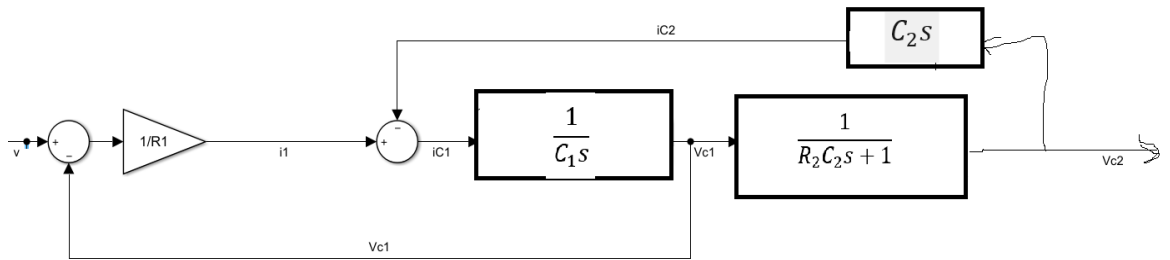 iC2
C₂s
v
+
−
1/R1
i1
+
−
iC1
1
C₁s
Vc1
1
R₂C₂s + 1
Vc2
Vc1